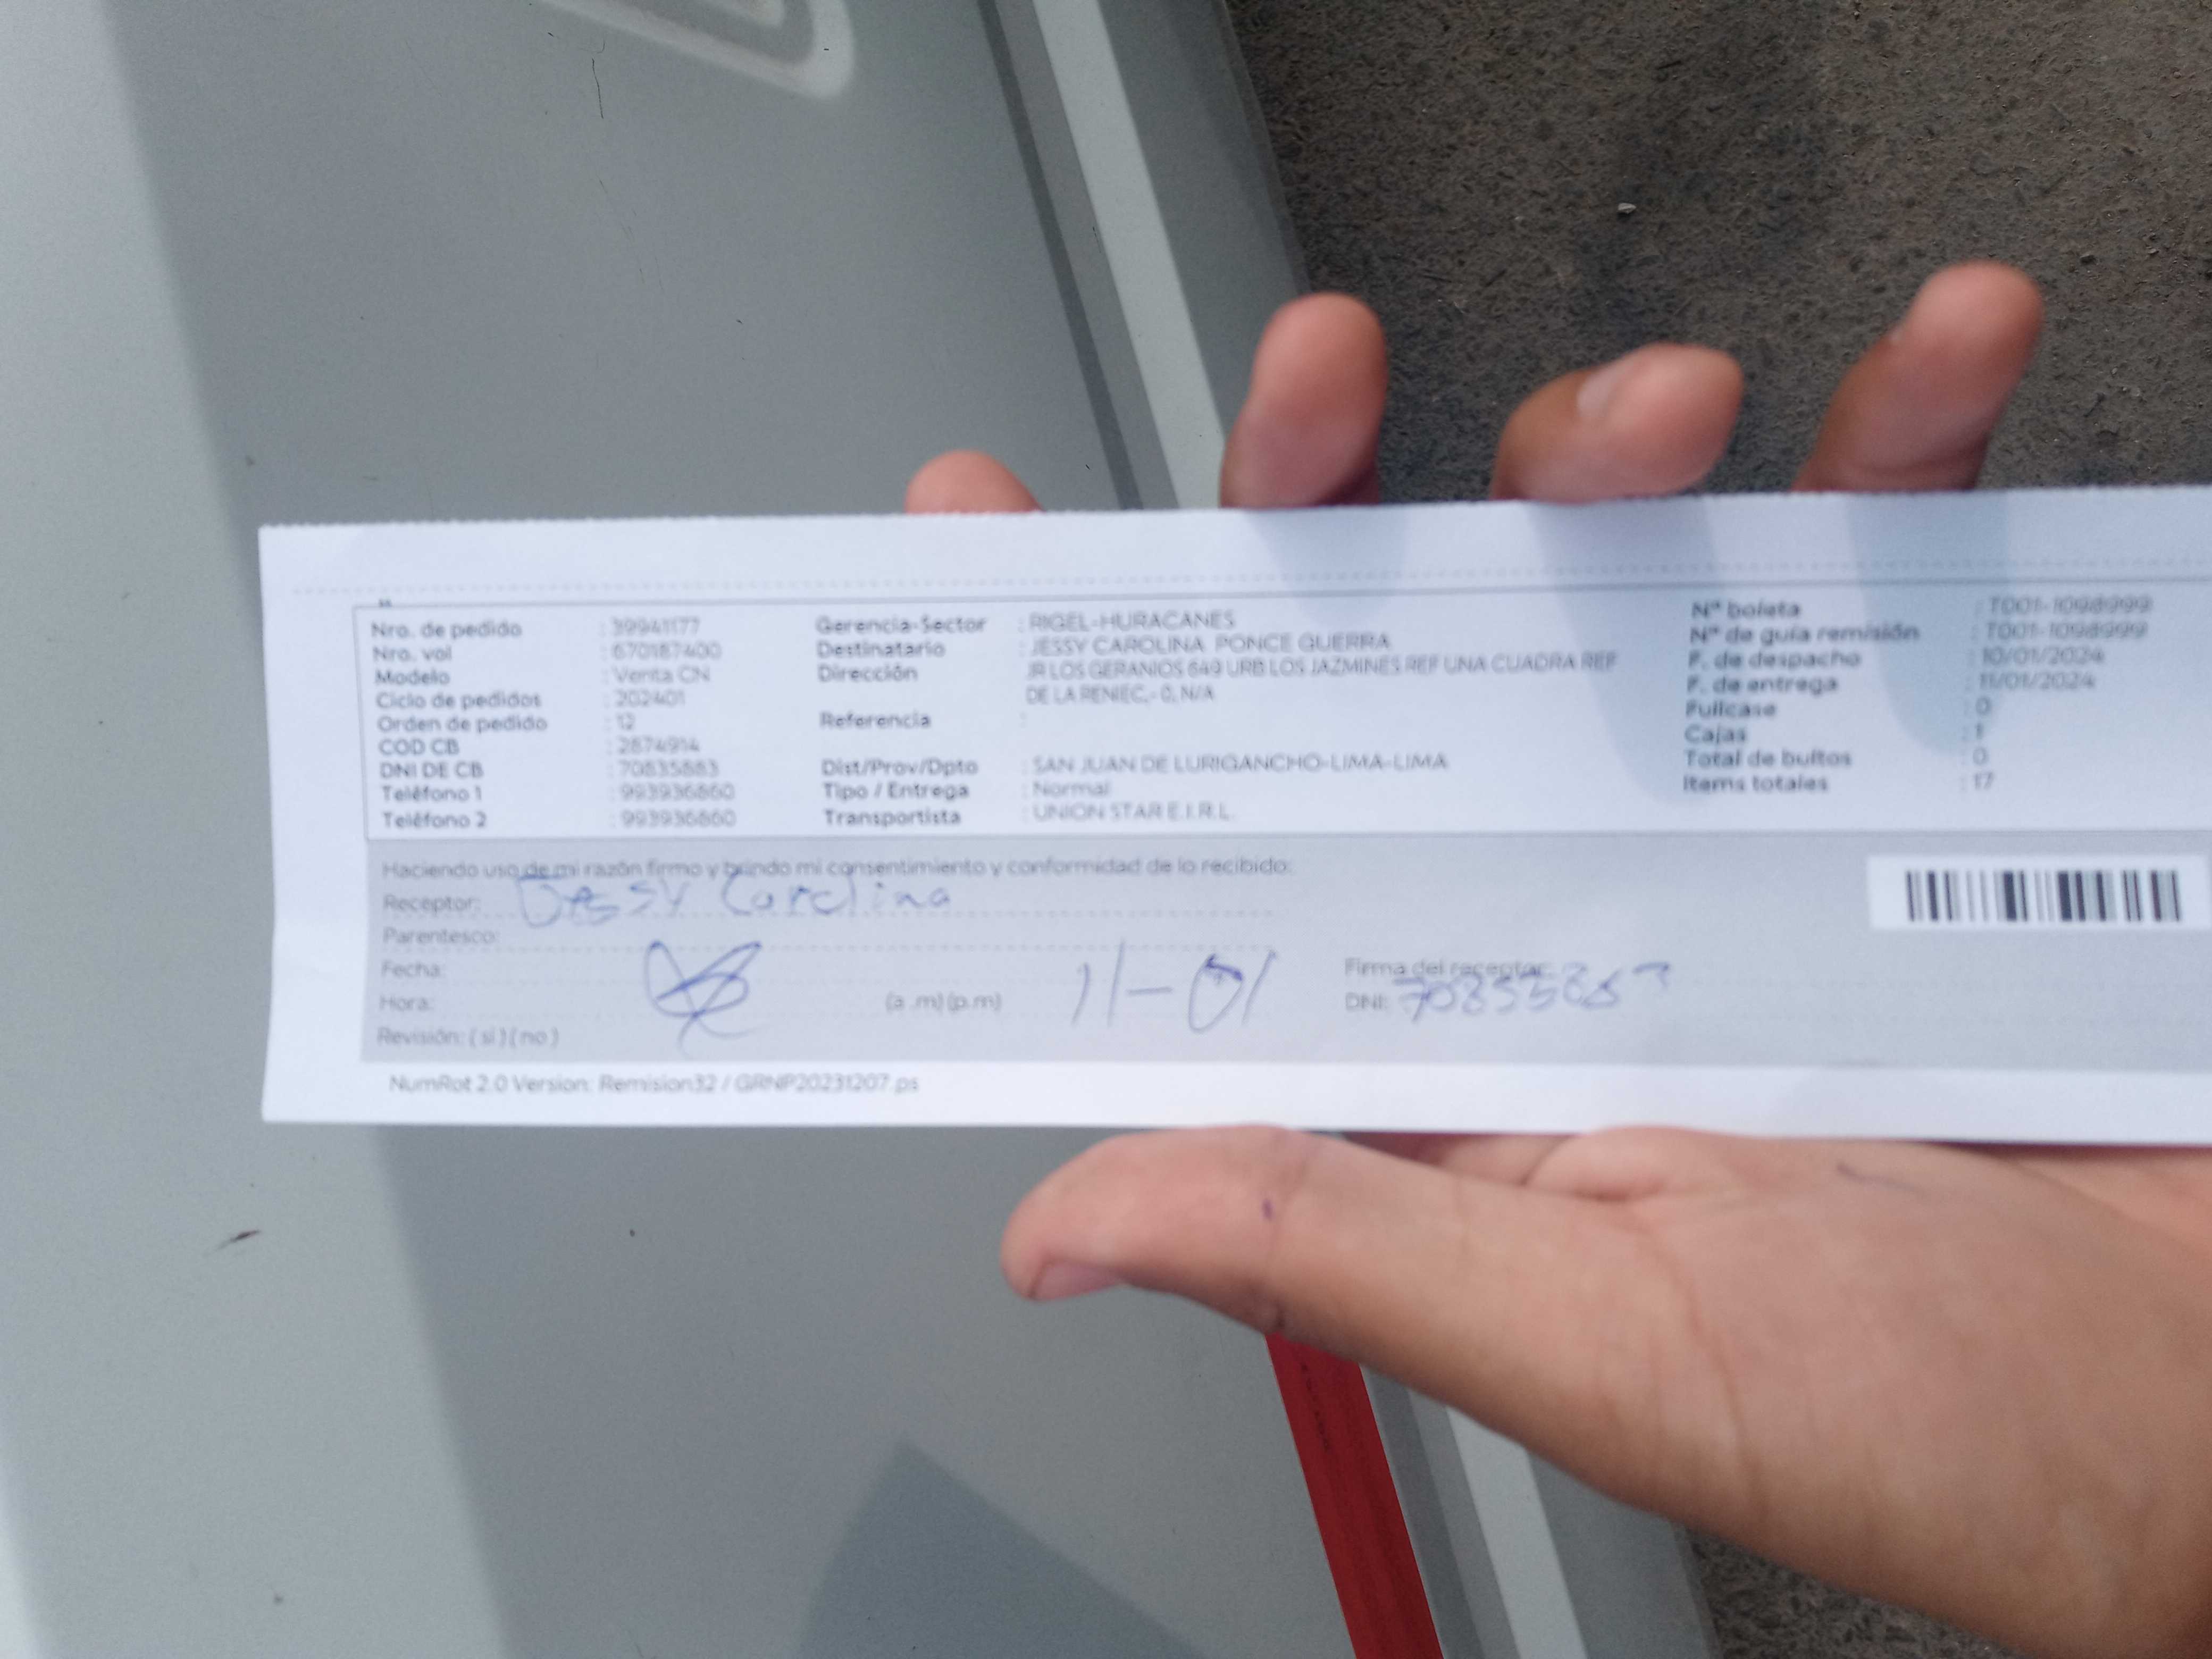 Nro. de pedido : 39941177
Nro. vol : 670187400
Modelo : Venta CN
Ciclo de pedidos : 202401
Orden de pedido : 12
COD CB : 2874914
DNI DE CB : 70835883
Teléfono 1 : 993936860
Teléfono 2 : 993936860
Gerencia-Sector : RIGEL-HURACANES
Destinatario : JESSY CAROLINA PONCE GUERRA
Dirección JR LOS GERANIOS 649 URB LOS JAZMINES REF UNA CUADRA REF
DE LA RENIEC,- 0, N/A
Referencia :
Dist/Prov/Dpto : SAN JUAN DE LURIGANCHO-LIMA-LIMA
Tipo / Entrega : Normal
Transportista : UNION STAR E.I.R.L.
N° boleta : T001-1098999
N° de guía remisión : T001-1098999
F. de despacho : 10/01/2024
F. de entrega : 11/01/2024
Fullcase : 0
Cajas : 1
Total de bultos : 0
Items totales : 17
Haciendo uso de mi razón firmo y brindo mi consentimiento y conformidad de lo recibido:
Receptor: Jessy Carolina
Parentesco:
Fecha:
Hora: (a .m) (p.m) 11-01
Firma del receptor:
DNI:
Revisión: ( si ) ( no )
NumRot 2.0 Version: Remision32 / GRNP20231207.ps